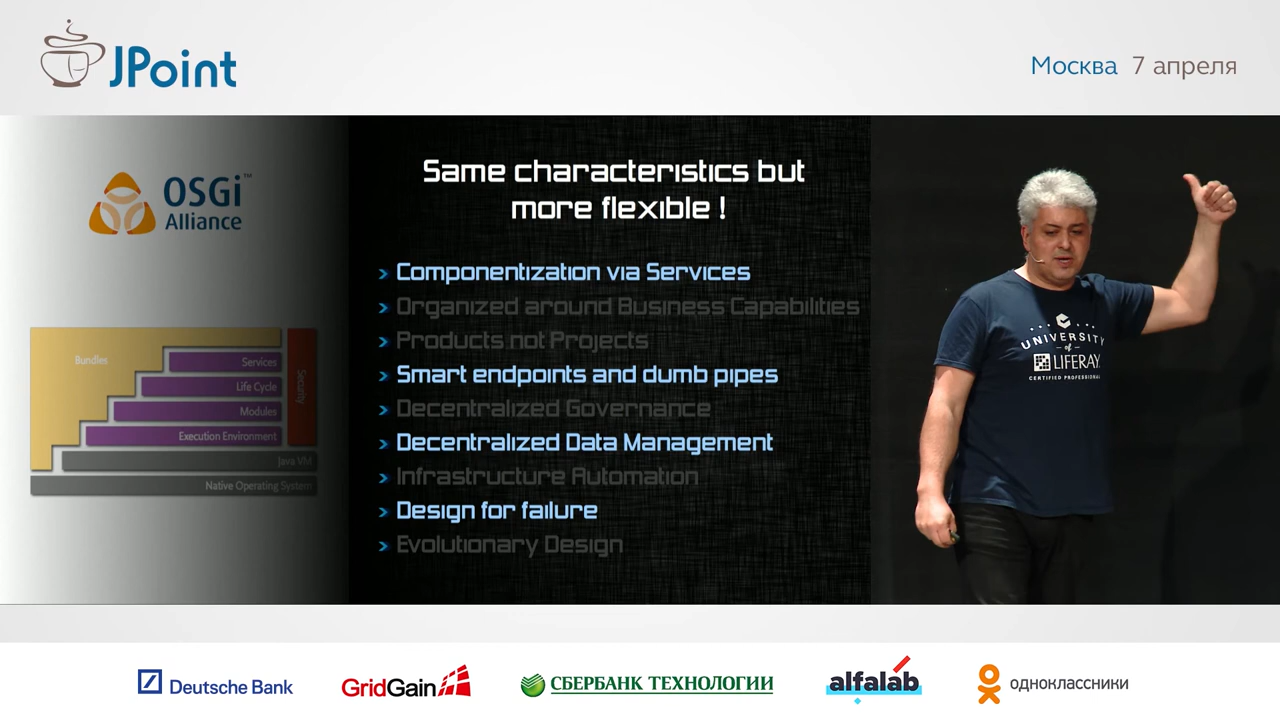 JPoint
Москва 7 апреля
OSGi™
Alliance
Bundles
Services
Life Cycle
Modules
Execution Environment
Java VM
Native Operating System
Security
Same characteristics but
more flexible !
Componentization via Services
Organized around Business Capabilities
Products not Projects
Smart endpoints and dumb pipes
Decentralized Governance
Decentralized Data Management
Infrastructure Automation
Design for failure
Evolutionary Design
UNIVERSITY
of
LIFERAY
CERTIFIED PROFESSIONAL
Deutsche Bank
GridGain
СБЕРБАНК ТЕХНОЛОГИИ
alfalab
одноклассники